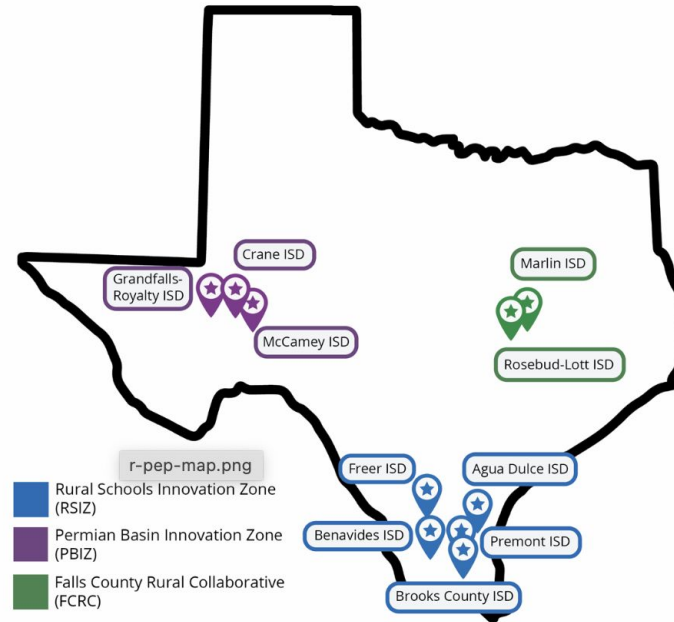 Crane ISD
Grandfalls-
Royalty ISD
McCamey ISD
Marlin ISD
Rosebud-Lott ISD
r-pep-map.png
Freer ISD
Agua Dulce ISD
Benavides ISD
Premont ISD
Brooks County ISD
Rural Schools Innovation Zone
(RSIZ)
Permian Basin Innovation Zone
(PBIZ)
Falls County Rural Collaborative
(FCRC)